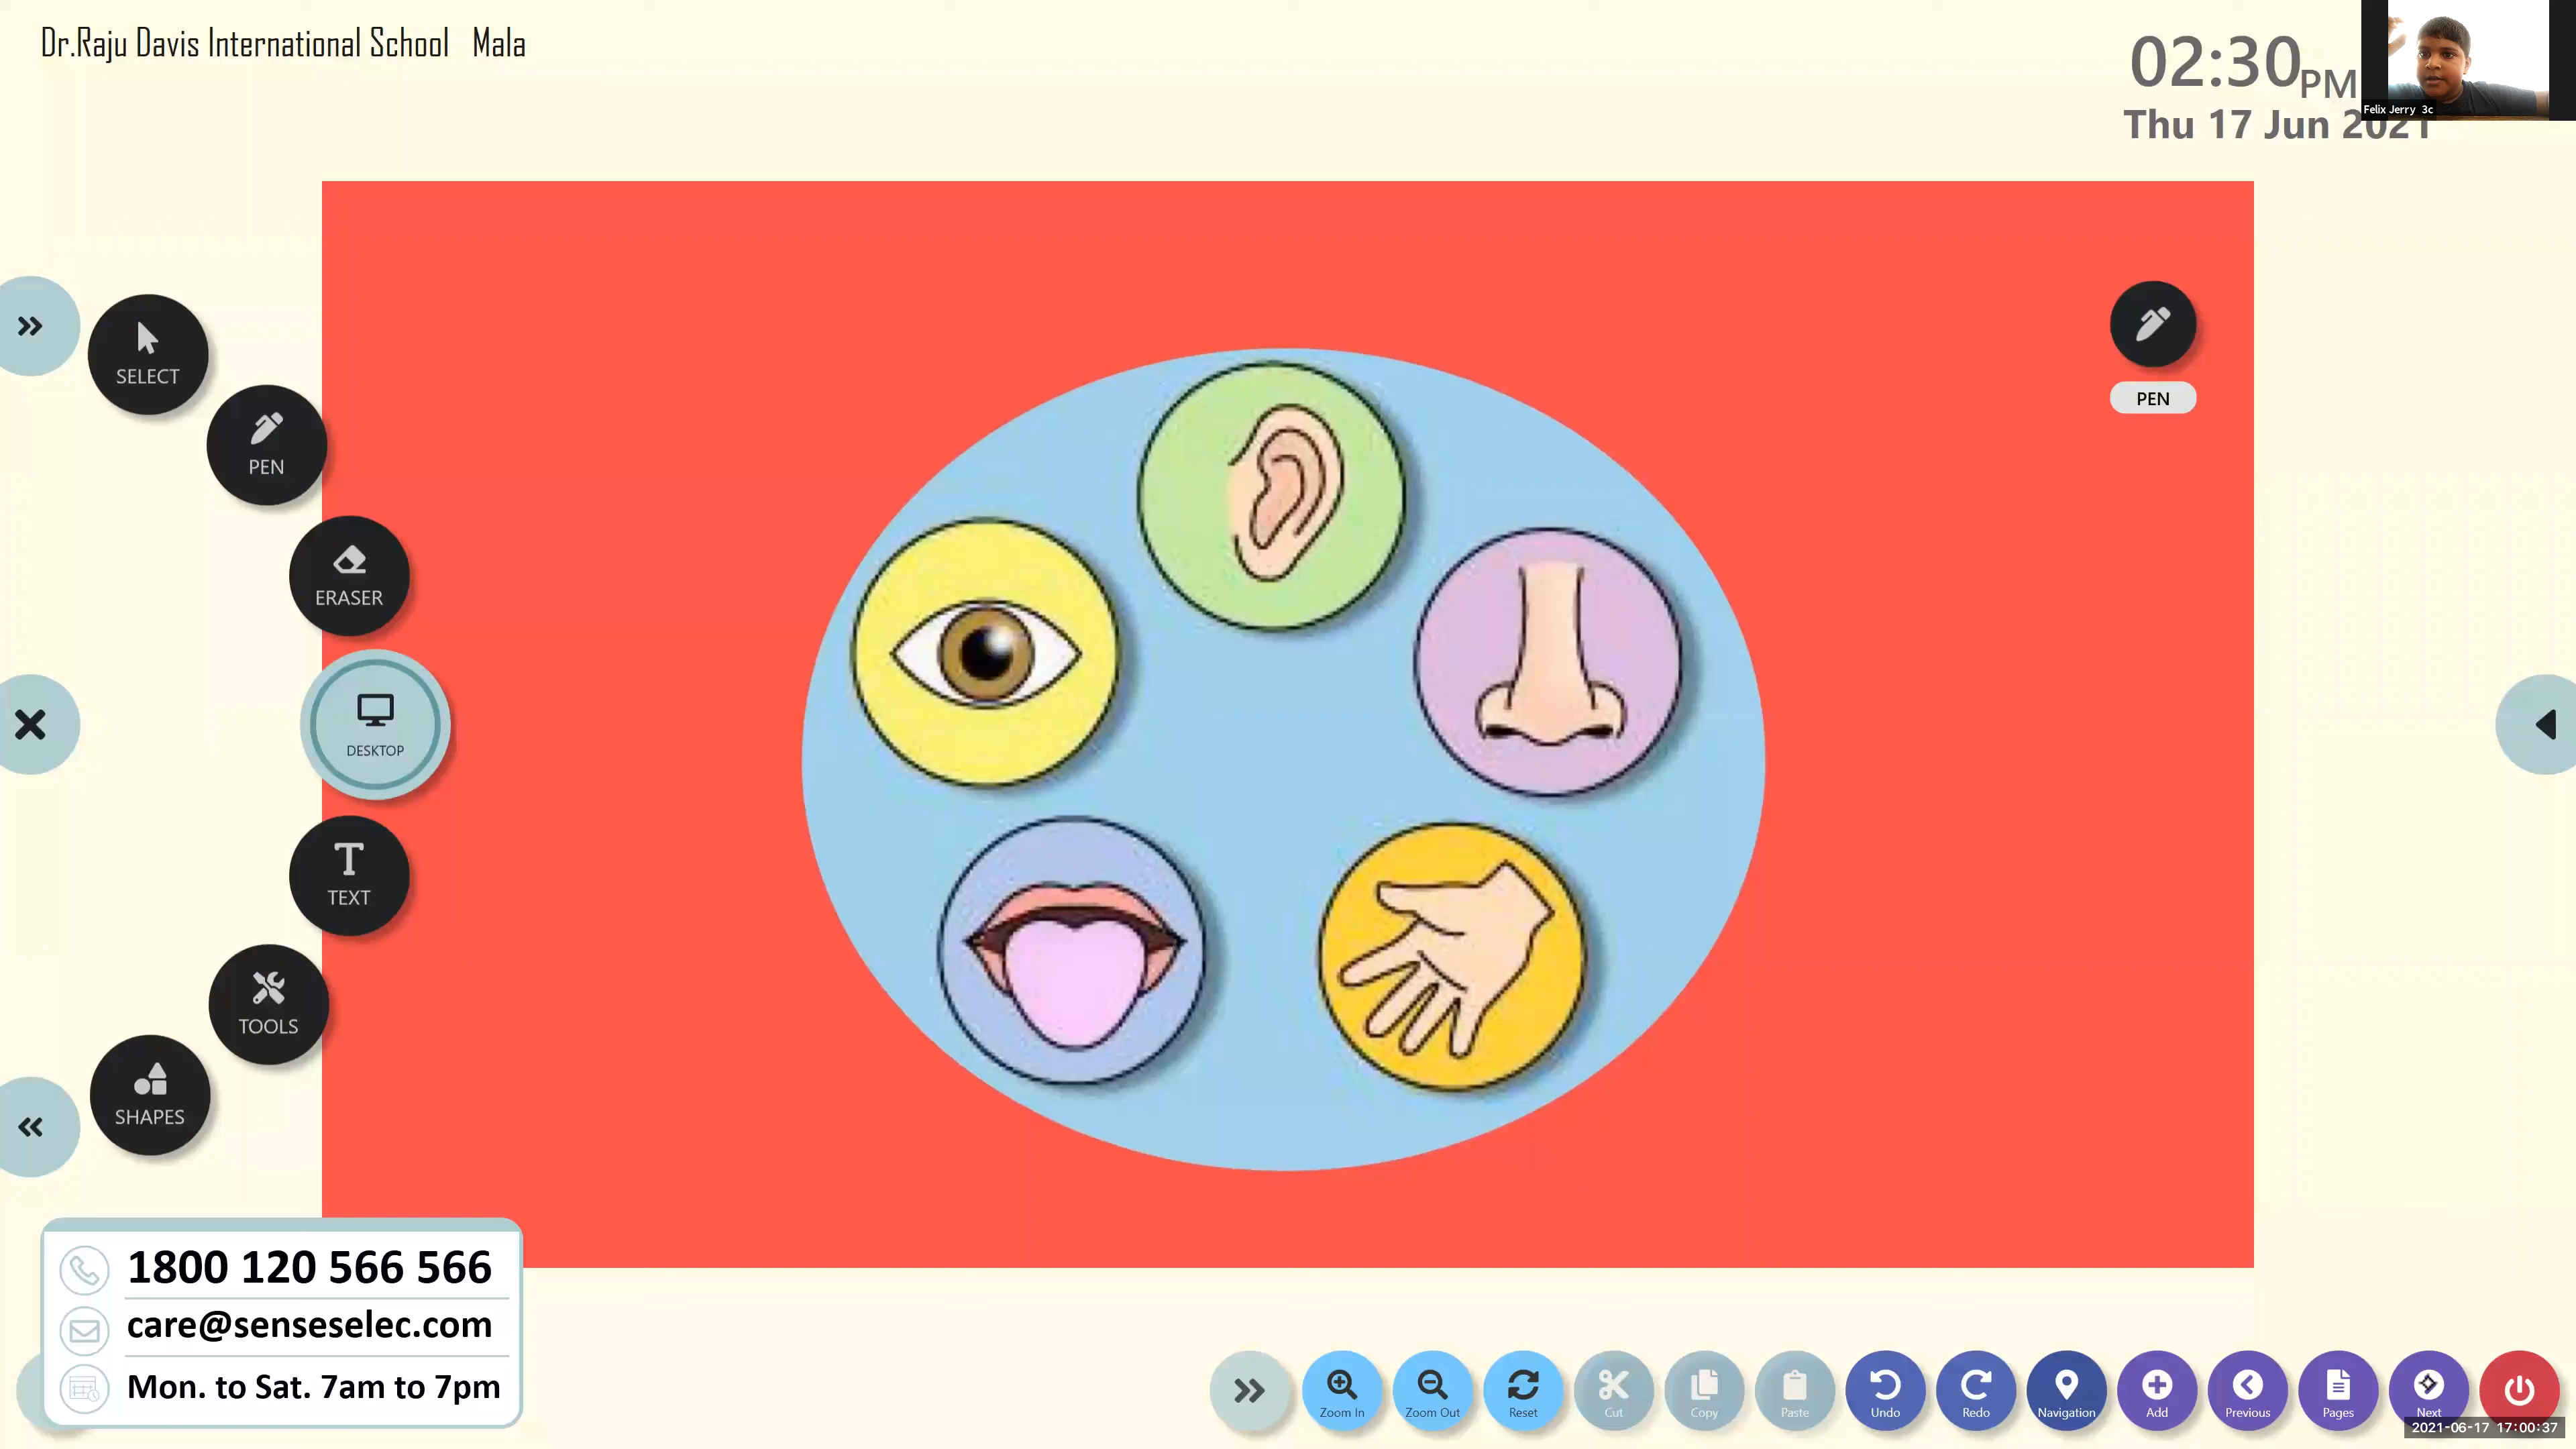 Dr.Raju Davis International School Mala
02:30PM
Thu 17 Jun 2021
Felix Jerry 3c
SELECT
PEN
ERASER
DESKTOP
TEXT
TOOLS
SHAPES
PEN
1800 120 566 566
care@senseselec.com
Mon. to Sat. 7am to 7pm
Zoom In
Zoom Out
Reset
Cut
Copy
Paste
Undo
Redo
Navigation
Add
Previous
Pages
Next
2021-06-17 17:00:37